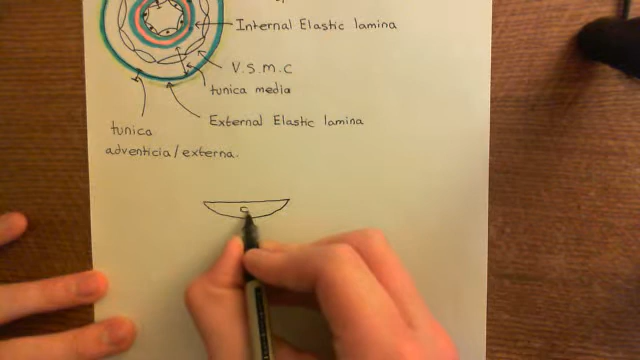 Internal Elastic lamina
V.S.M.C
tunica media
External Elastic lamina
tunica
adventicia/externa.